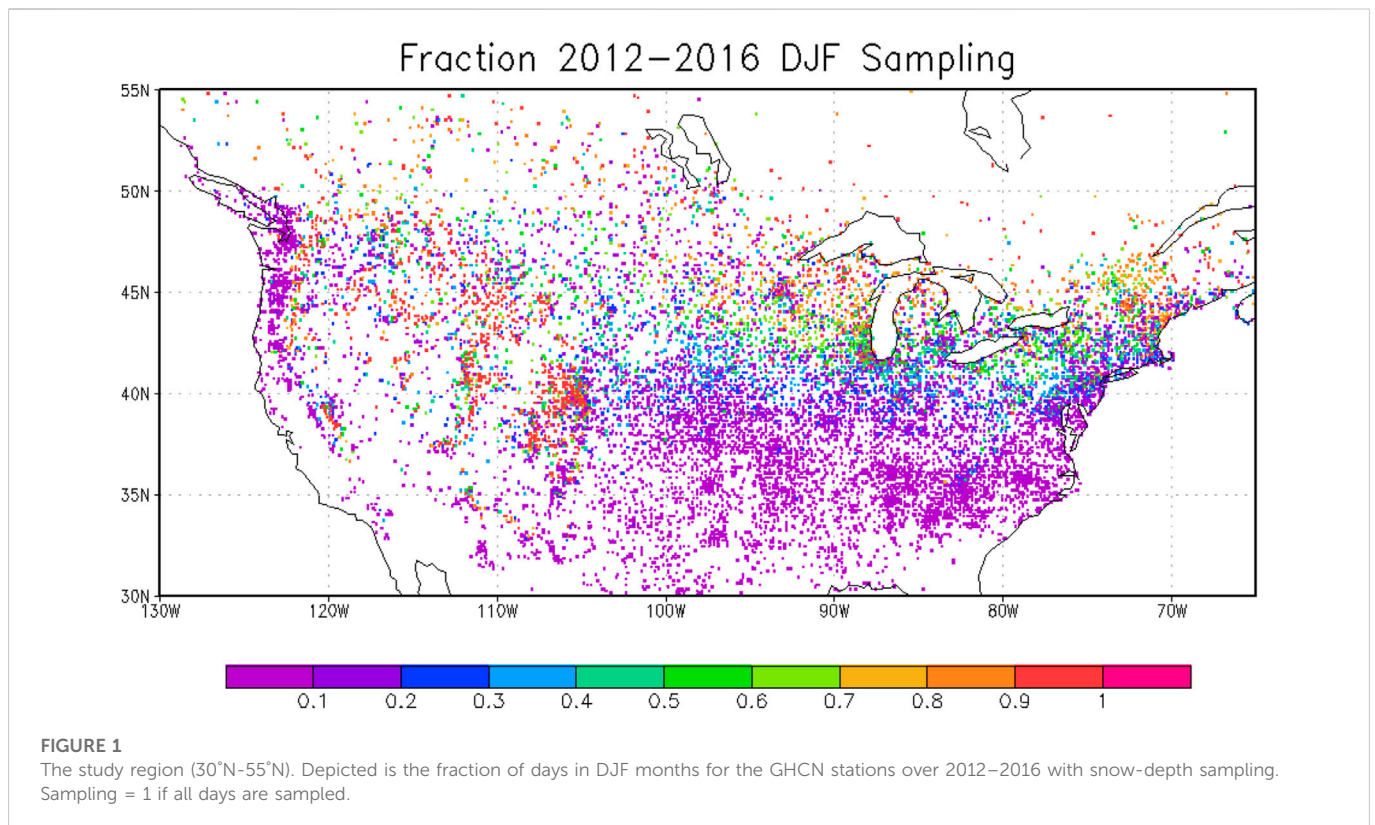 Fraction 2012–2016 DJF Sampling
55N
50N
45N
40N
35N
30N
130W 120W 110W 100W 90W 80W 70W
0.1 0.2 0.3 0.4 0.5 0.6 0.7 0.8 0.9 1
FIGURE 1
The study region (30°N-55°N). Depicted is the fraction of days in DJF months for the GHCN stations over 2012–2016 with snow-depth sampling.
Sampling = 1 if all days are sampled.